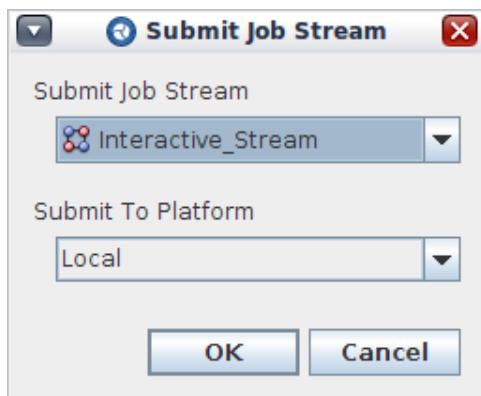 Submit Job Stream
Submit Job Stream
Interactive_Stream
Submit To Platform
Local
OK Cancel